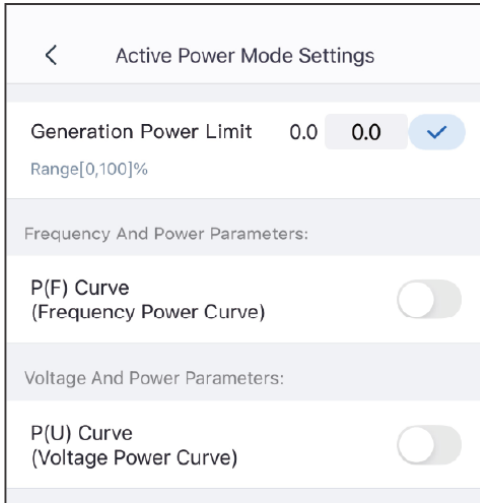 Active Power Mode Settings
Generation Power Limit 0.0 0.0
Range[0,100]%
Frequency And Power Parameters:
P(F) Curve
(Frequency Power Curve)
Voltage And Power Parameters:
P(U) Curve
(Voltage Power Curve)